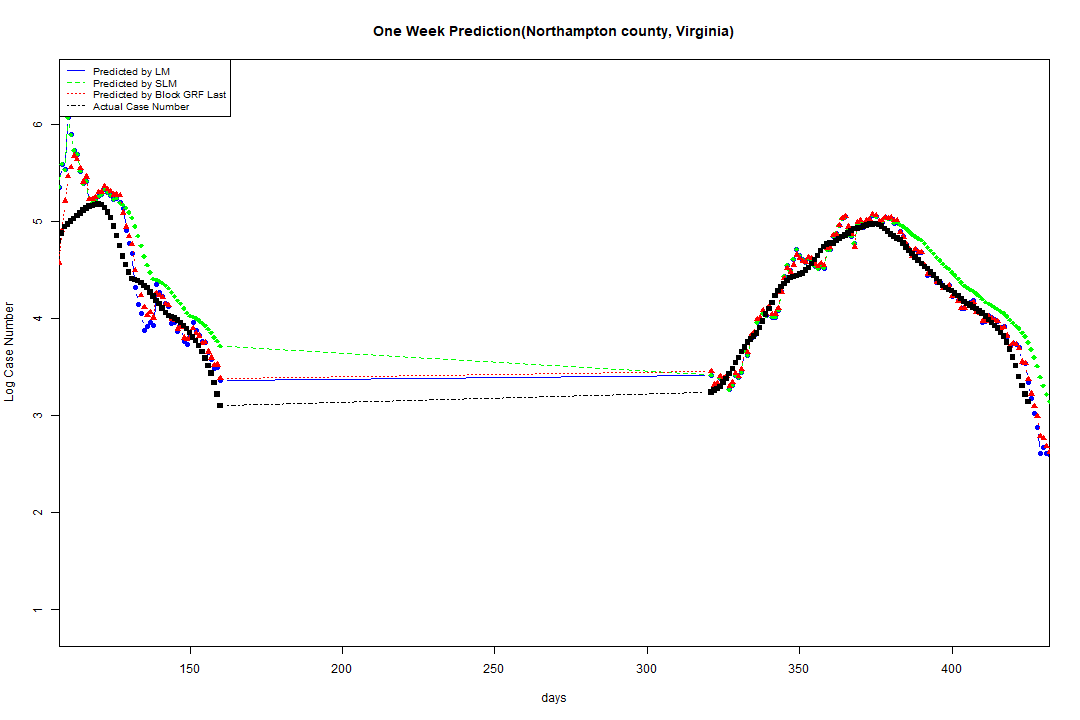 One Week Prediction(Northampton county, Virginia)
Predicted by LM
Predicted by SLM
Predicted by Block GRF Last
Actual Case Number
6
5
4
3
2
1
Log Case Number
150 200 250 300 350 400
days